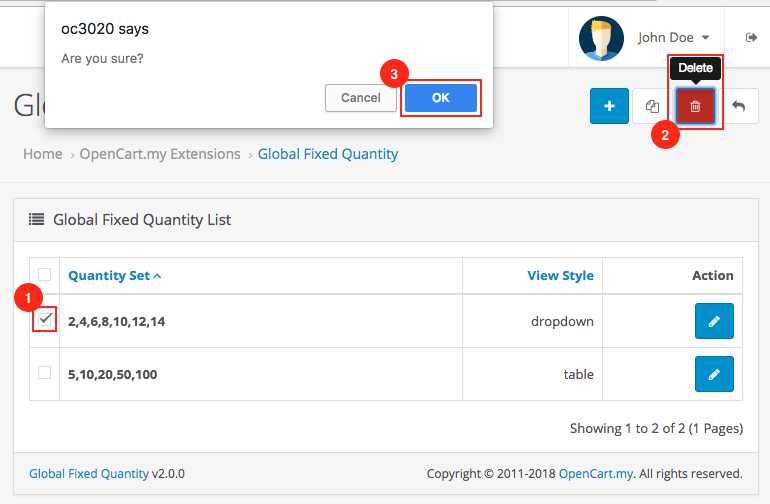 oc3020 says
Are you sure?
Cancel
3
OK
John Doe
Delete
Glo
2
Home › OpenCart.my Extensions › Global Fixed Quantity
Global Fixed Quantity List
Quantity Set
View Style
Action
1
2,4,6,8,10,12,14
dropdown
5,10,20,50,100
table
Showing 1 to 2 of 2 (1 Pages)
Global Fixed Quantity v2.0.0
Copyright © 2011-2018 OpenCart.my. All rights reserved.